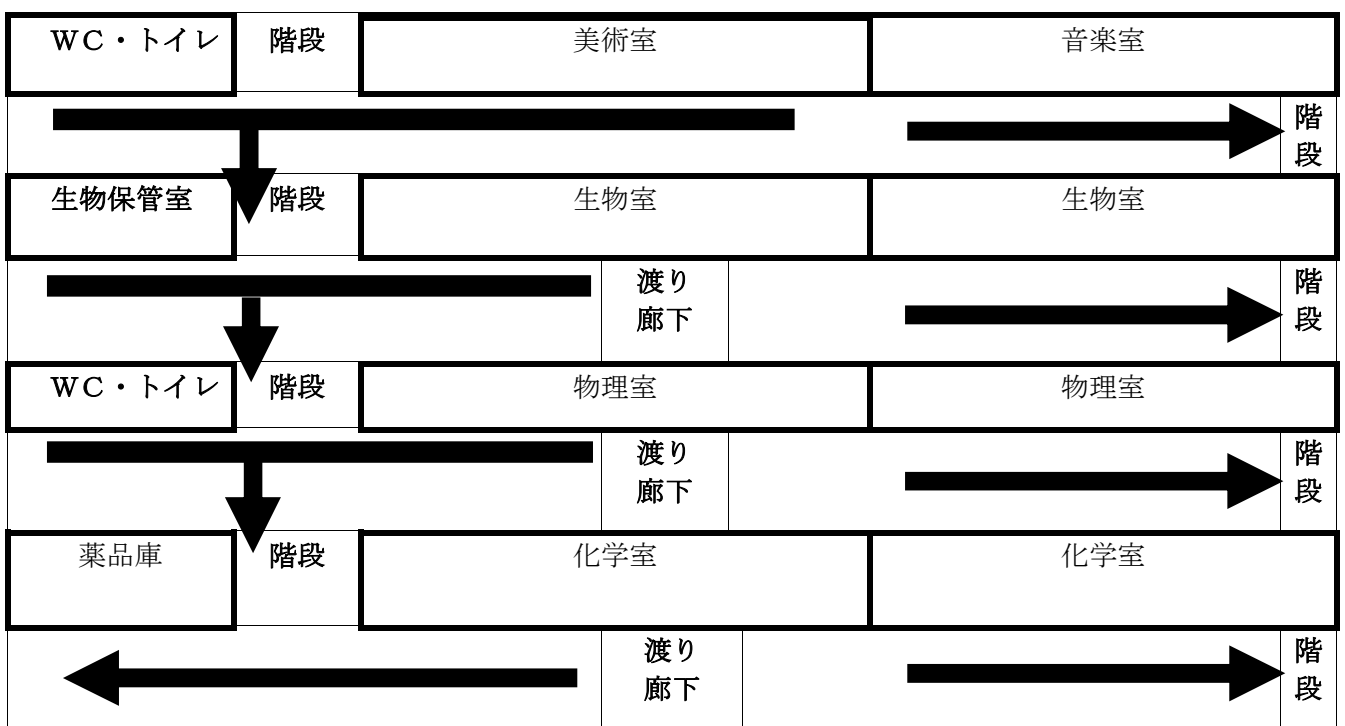 WC・トイレ 階段 美術室 音楽室
階
段
生物保管室 階段 生物室 生物室
渡り 階
廊下 段
WC・トイレ 階段 物理室 物理室
渡り 階
廊下 段
薬品庫 階段 化学室 化学室
渡り 階
廊下 段